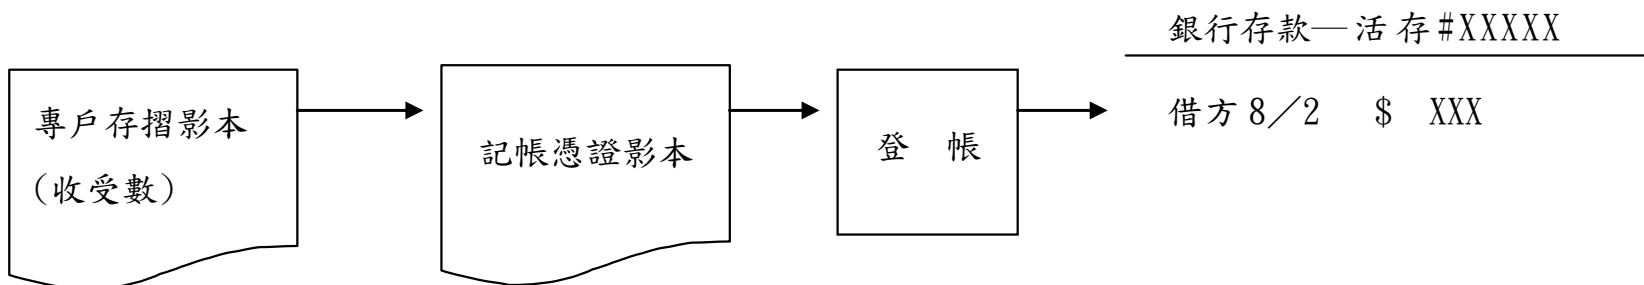 銀行存款—活存#XXXXX
專戶存摺影本
(收受數)
記帳憑證影本
登 帳
借方 8／2 $ XXX